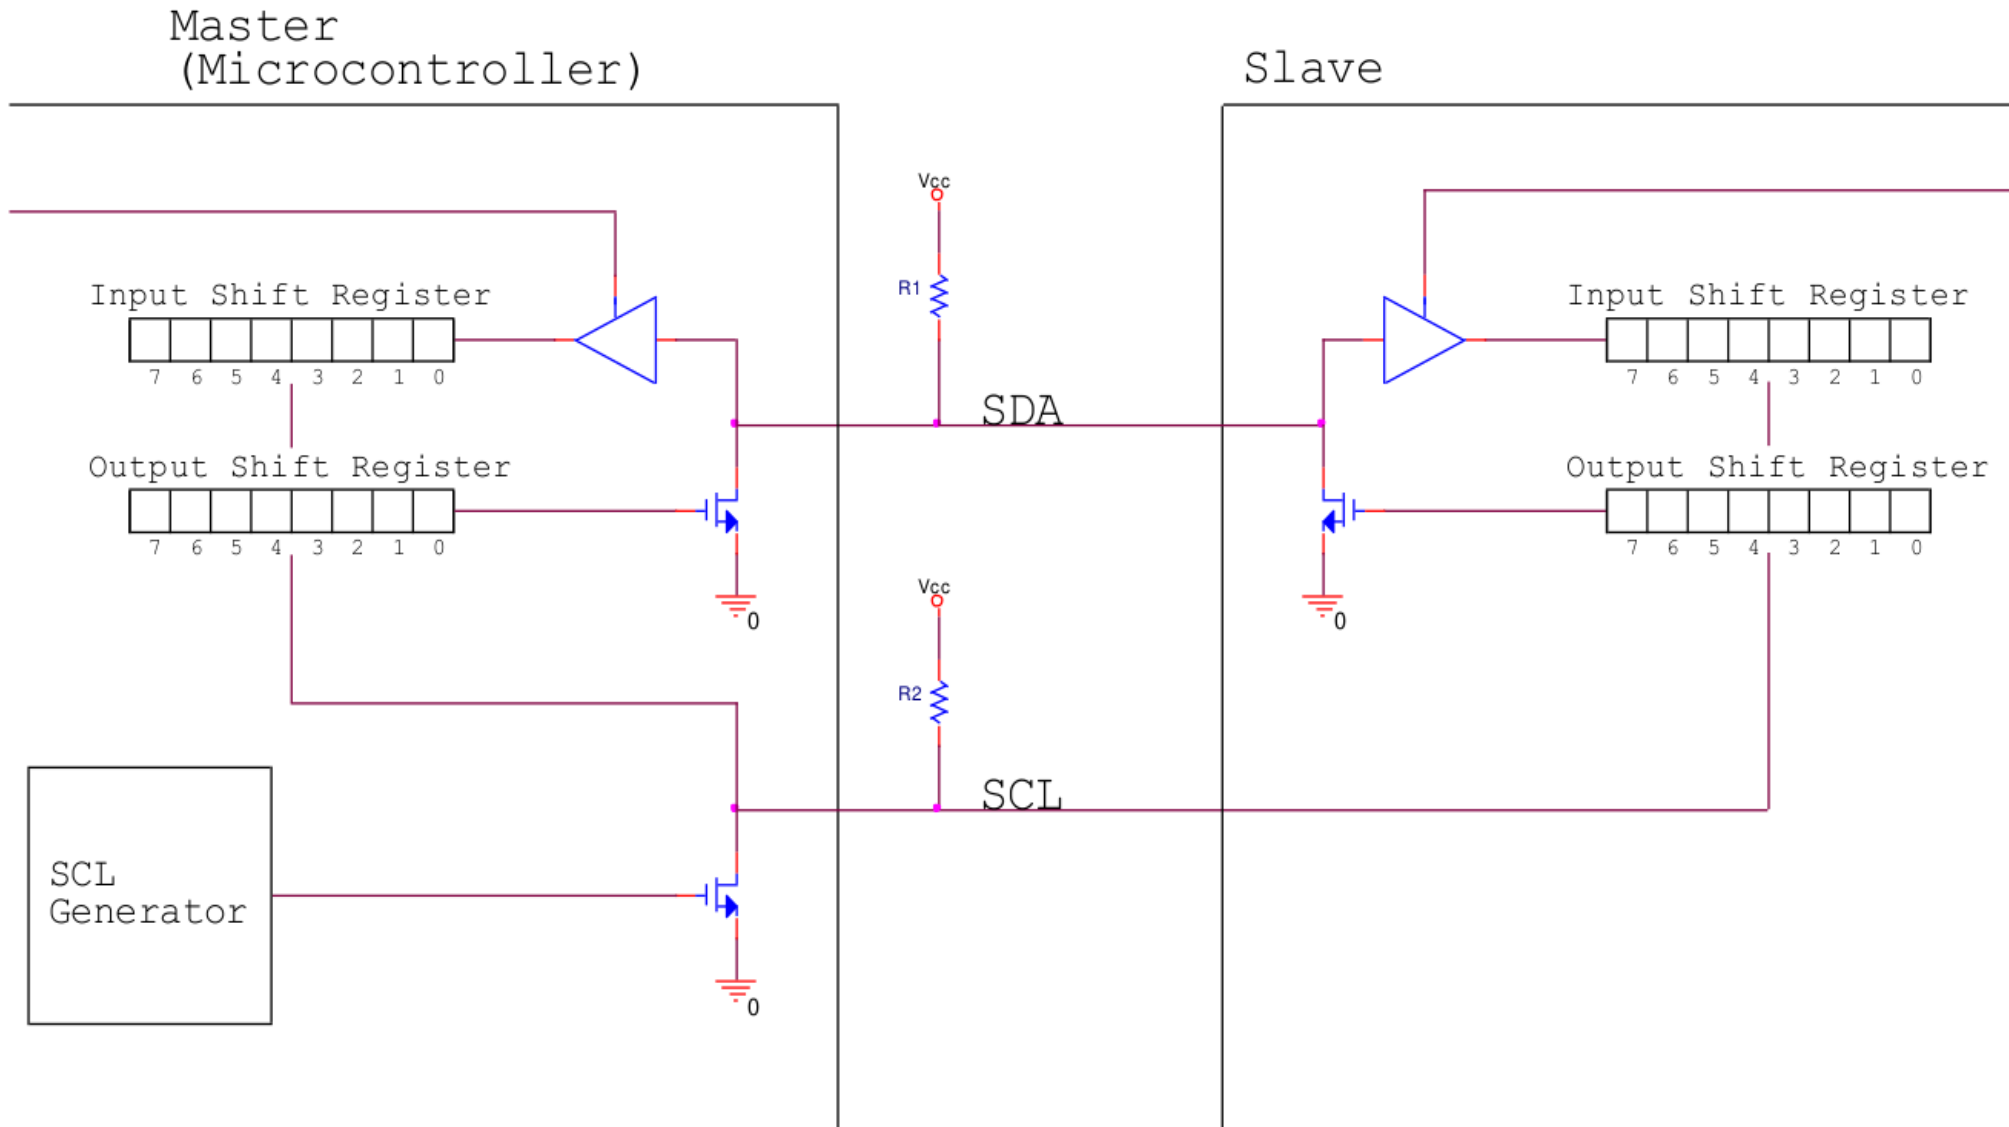 Master
(Microcontroller)
Slave
Vcc
R1
Input Shift Register
7 6 5 4 3 2 1 0
Input Shift Register
7 6 5 4 3 2 1 0
SDA
Output Shift Register
7 6 5 4 3 2 1 0
Output Shift Register
7 6 5 4 3 2 1 0
0
0
Vcc
R2
SCL
SCL
Generator
0